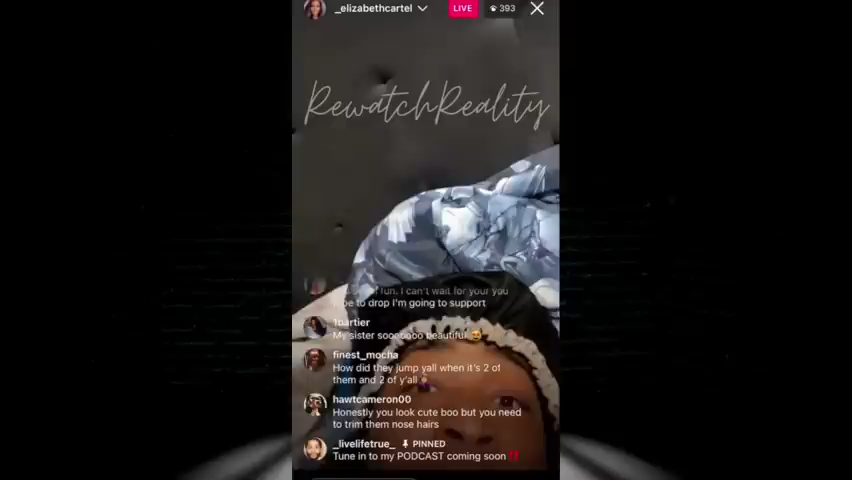 _elizabethcartel
LIVE
393
RewatchReality
fun. I can't wait for your you
to drop I'm going to support
1bartier
My sister soooooooo beautiful
finest_mocha
How did they jump yall when it's 2 of
them and 2 of y'all
hawtcameron00
Honestly you look cute boo but you need
to trim them nose hairs
_livelifetrue_ PINNED
Tune in to my PODCAST coming soon ‼️